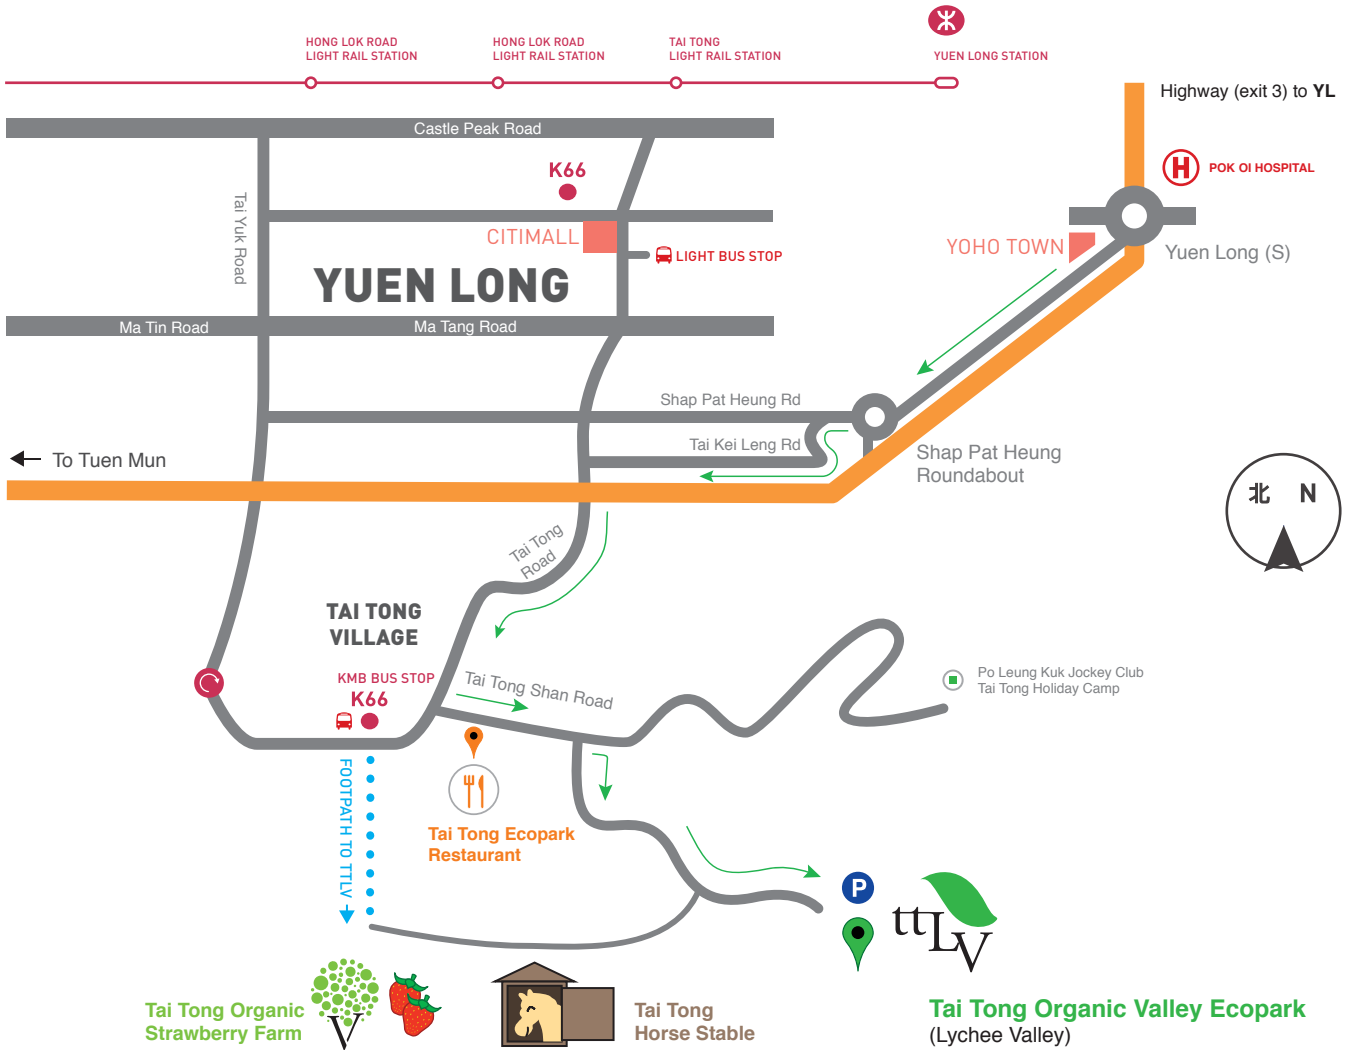 HONG LOK ROAD
LIGHT RAIL STATION
HONG LOK ROAD
LIGHT RAIL STATION
TAI TONG
LIGHT RAIL STATION
YUEN LONG STATION
Highway (exit 3) to YL
Castle Peak Road
K66
H POK OI HOSPITAL
Tai Yuk Road
CITIMALL
LIGHT BUS STOP
YOHO TOWN
Yuen Long (S)
YUEN LONG
Ma Tin Road
Ma Tang Road
Shap Pat Heung Rd
Tai Kei Leng Rd
Shap Pat Heung
Roundabout
To Tuen Mun
北 N
Tai Tong
Road
TAI TONG
VILLAGE
KMB BUS STOP
K66
Tai Tong Shan Road
Po Leung Kuk Jockey Club
Tai Tong Holiday Camp
FOOTPATH TO TTLV
Tai Tong Ecopark
Restaurant
P
ttLV
V
Tai Tong Organic
Strawberry Farm
Tai Tong
Horse Stable
Tai Tong Organic Valley Ecopark
(Lychee Valley)